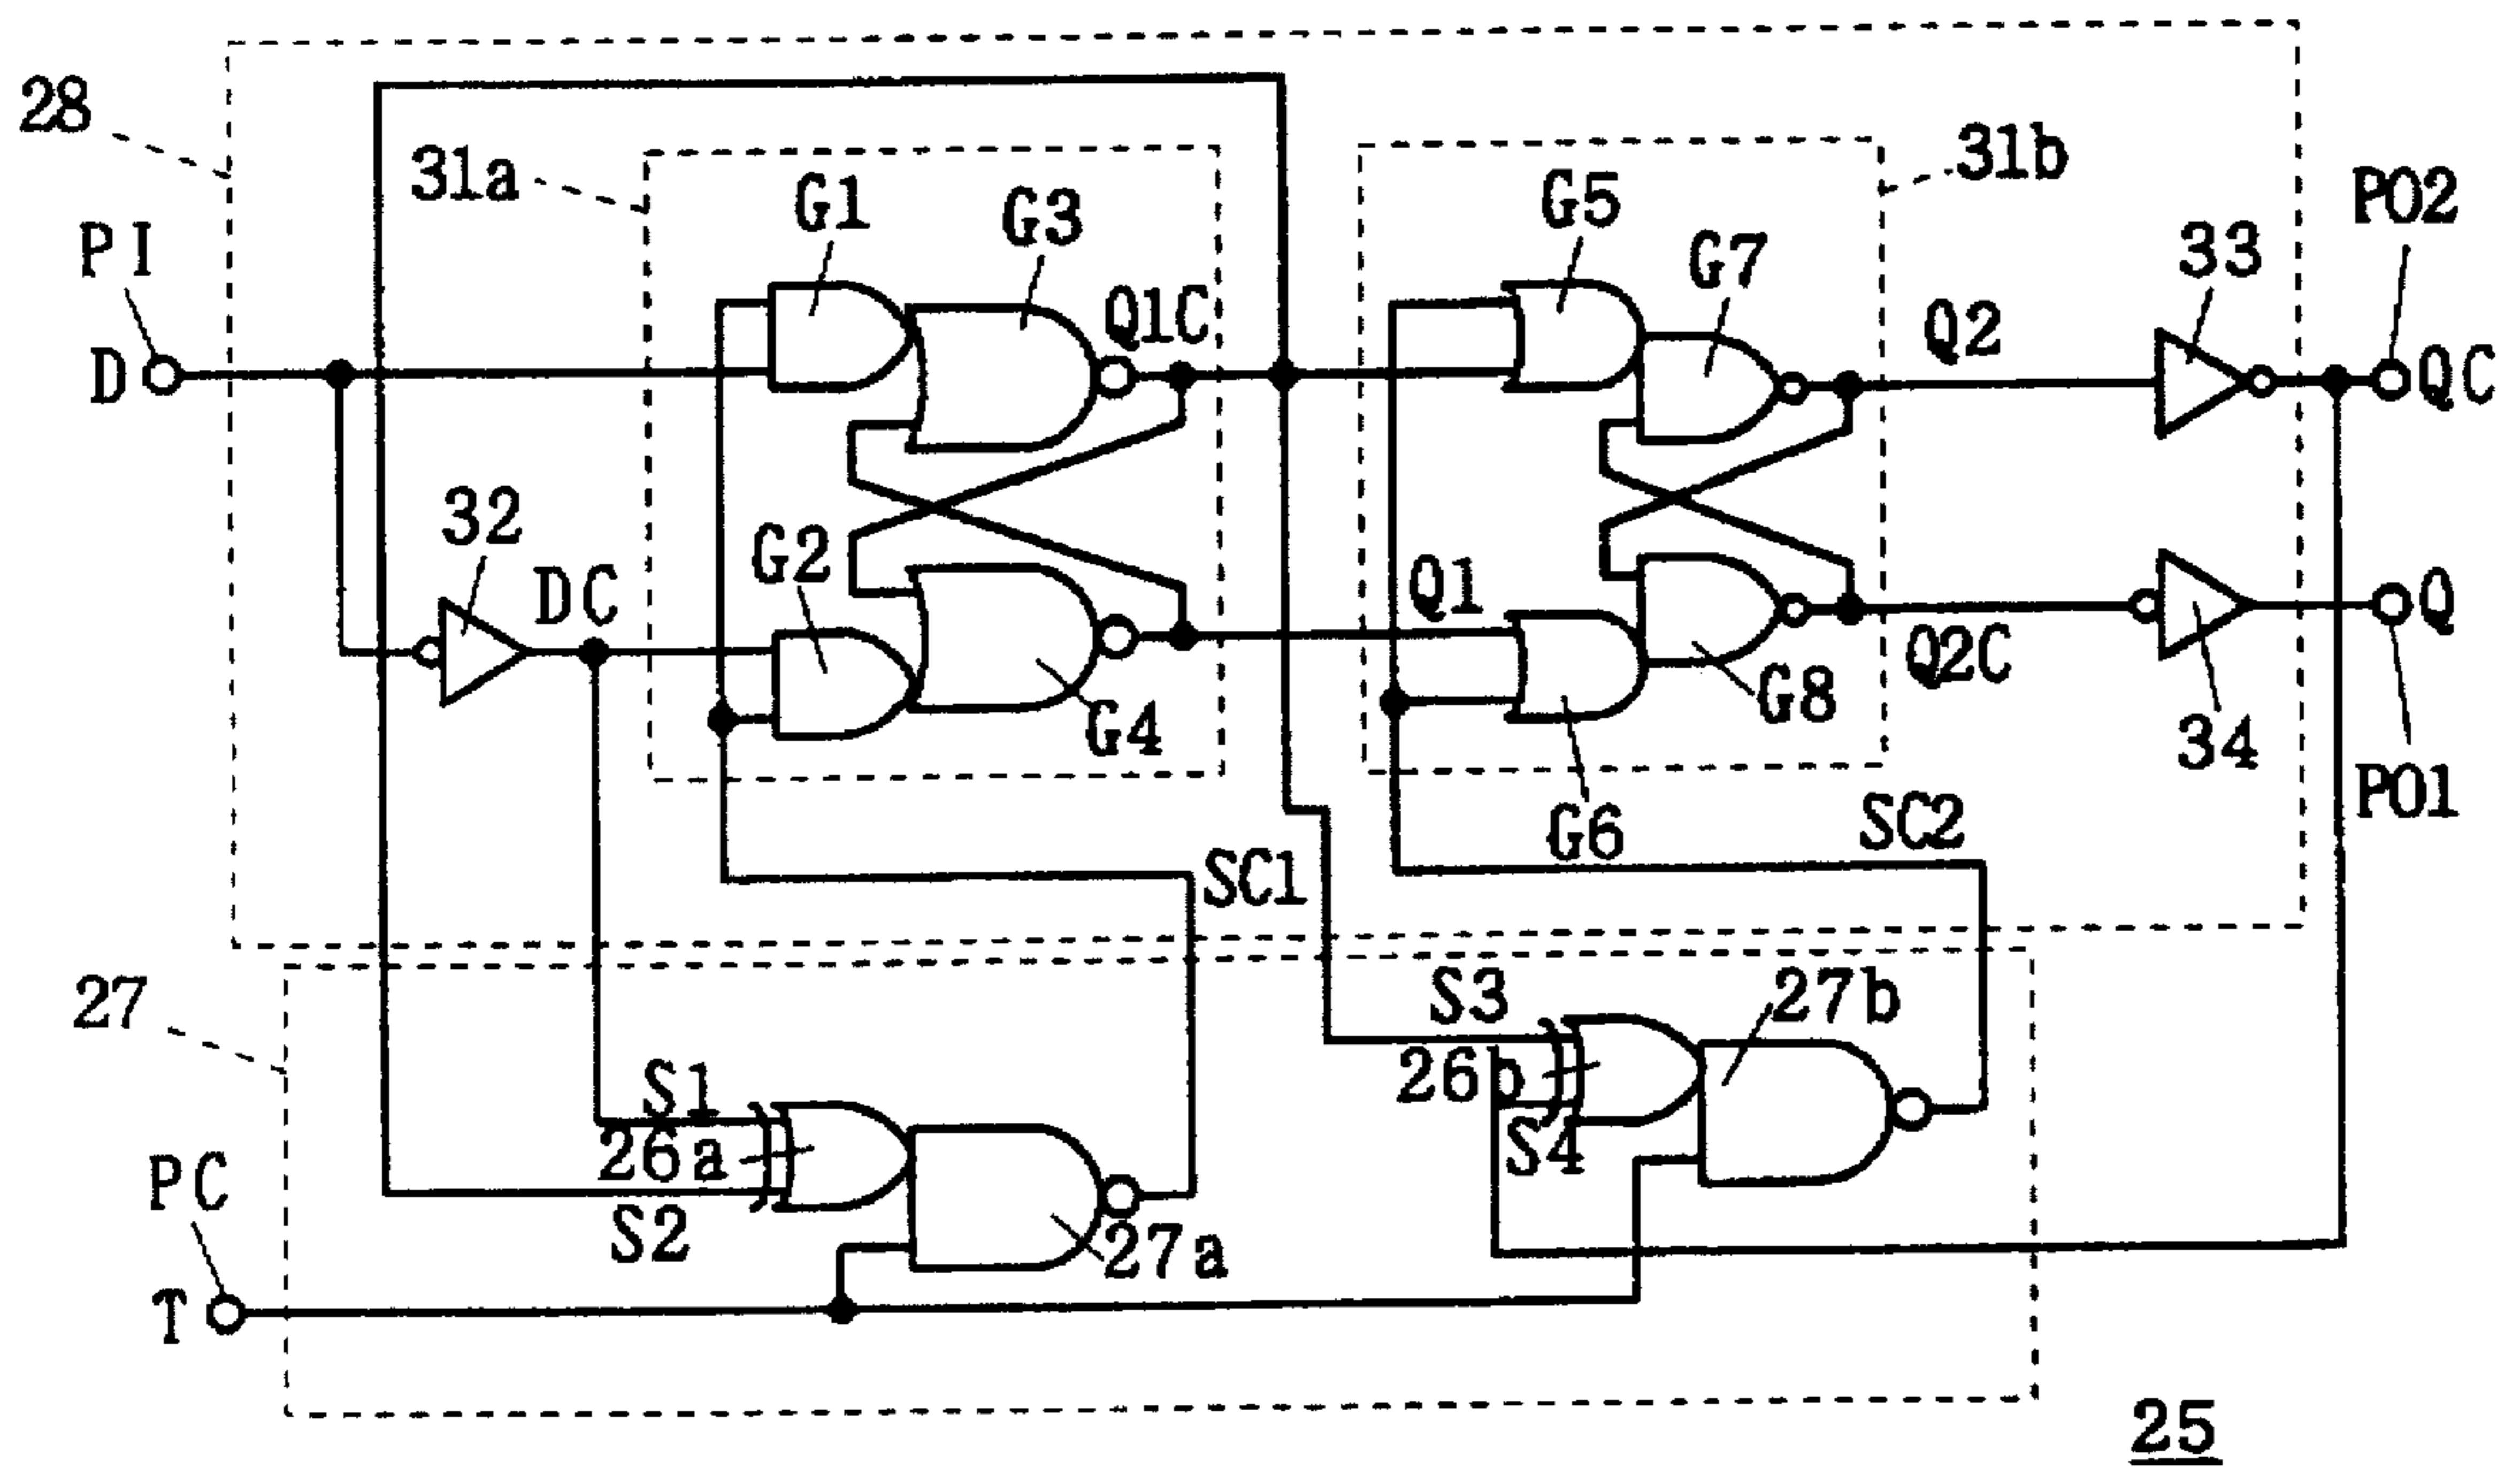 28
31a
G1
G3
G5
31b
PO2
PI
G7
33
Q1C
Q2
D
QC
32
G2
DC
Q1
Q
G4
G8
Q2C
34
PO1
G6
SC2
SC1
27
S3
27b
26b
S1
26a
S4
PC
S2
27a
T
25